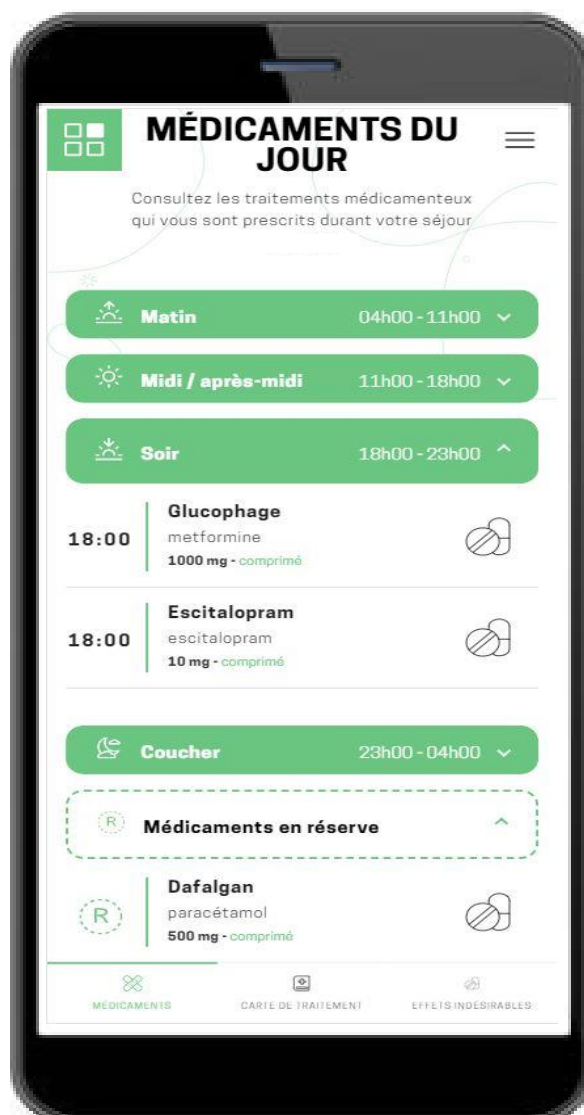 MÉDICAMENTS DU
JOUR
Consultez les traitements médicamenteux
qui vous sont prescrits durant votre séjour
Matin 04h00 - 11h00
Midi / après-midi 11h00 - 18h00
Soir 18h00 - 23h00
18:00
Glucophage
metformine
1000 mg - comprimé
18:00
Escitalopram
escitalopram
10 mg - comprimé
Coucher 23h00 - 04h00
R Médicaments en réserve
R
Dafalgan
paracétamol
500 mg - comprimé
MÉDICAMENTS CARTE DE TRAITEMENT EFFETS INDÉSIRABLES